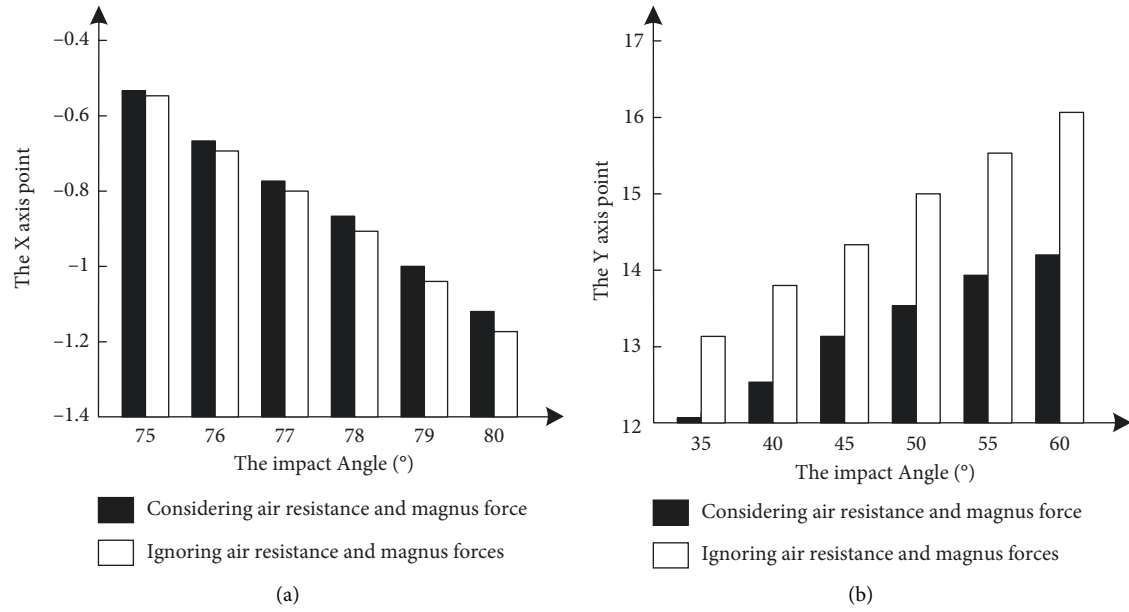 −0.4
−0.6
−0.8
−1
−1.2
−1.4
The X axis point
75 76 77 78 79 80
The impact Angle (°)
Considering air resistance and magnus force
Ignoring air resistance and magnus forces
(a)
17
16
15
14
13
12
The Y axis point
35 40 45 50 55 60
The impact Angle (°)
Considering air resistance and magnus force
Ignoring air resistance and magnus forces
(b)